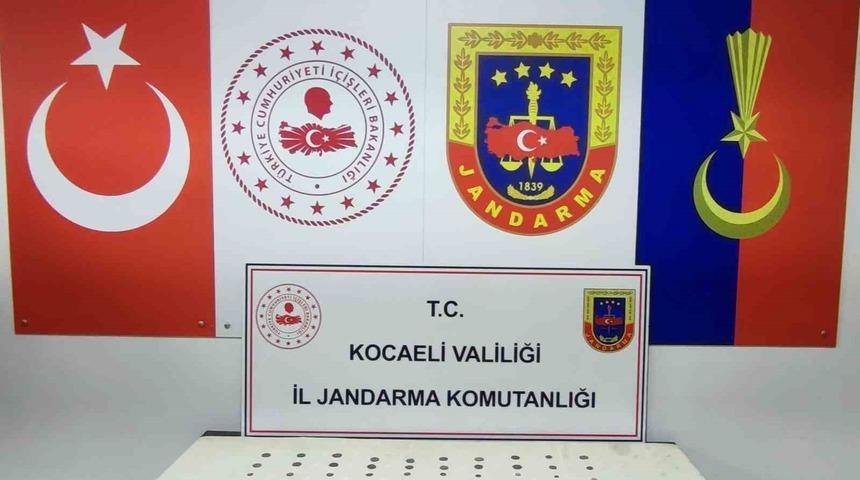 TÜRKİYE CUMHURİYETİ İÇİŞLERİ BAKANLIĞI
1839
JANDARMA
T.C.
KOCAELİ VALİLİĞİ
İL JANDARMA KOMUTANLIĞI